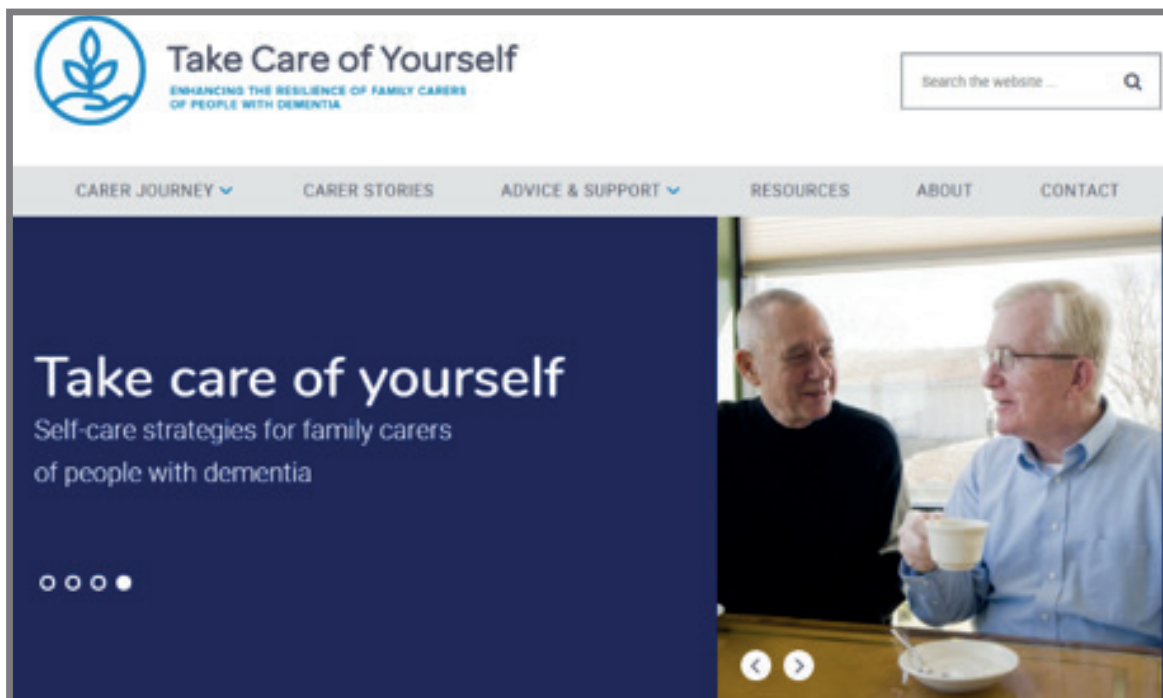 Take Care of Yourself
ENHANCING THE RESILIENCE OF FAMILY CARERS
OF PEOPLE WITH DEMENTIA
Search the website ...
CARER JOURNEY
CARER STORIES
ADVICE & SUPPORT
RESOURCES
ABOUT
CONTACT
Take care of yourself
Self-care strategies for family carers
of people with dementia